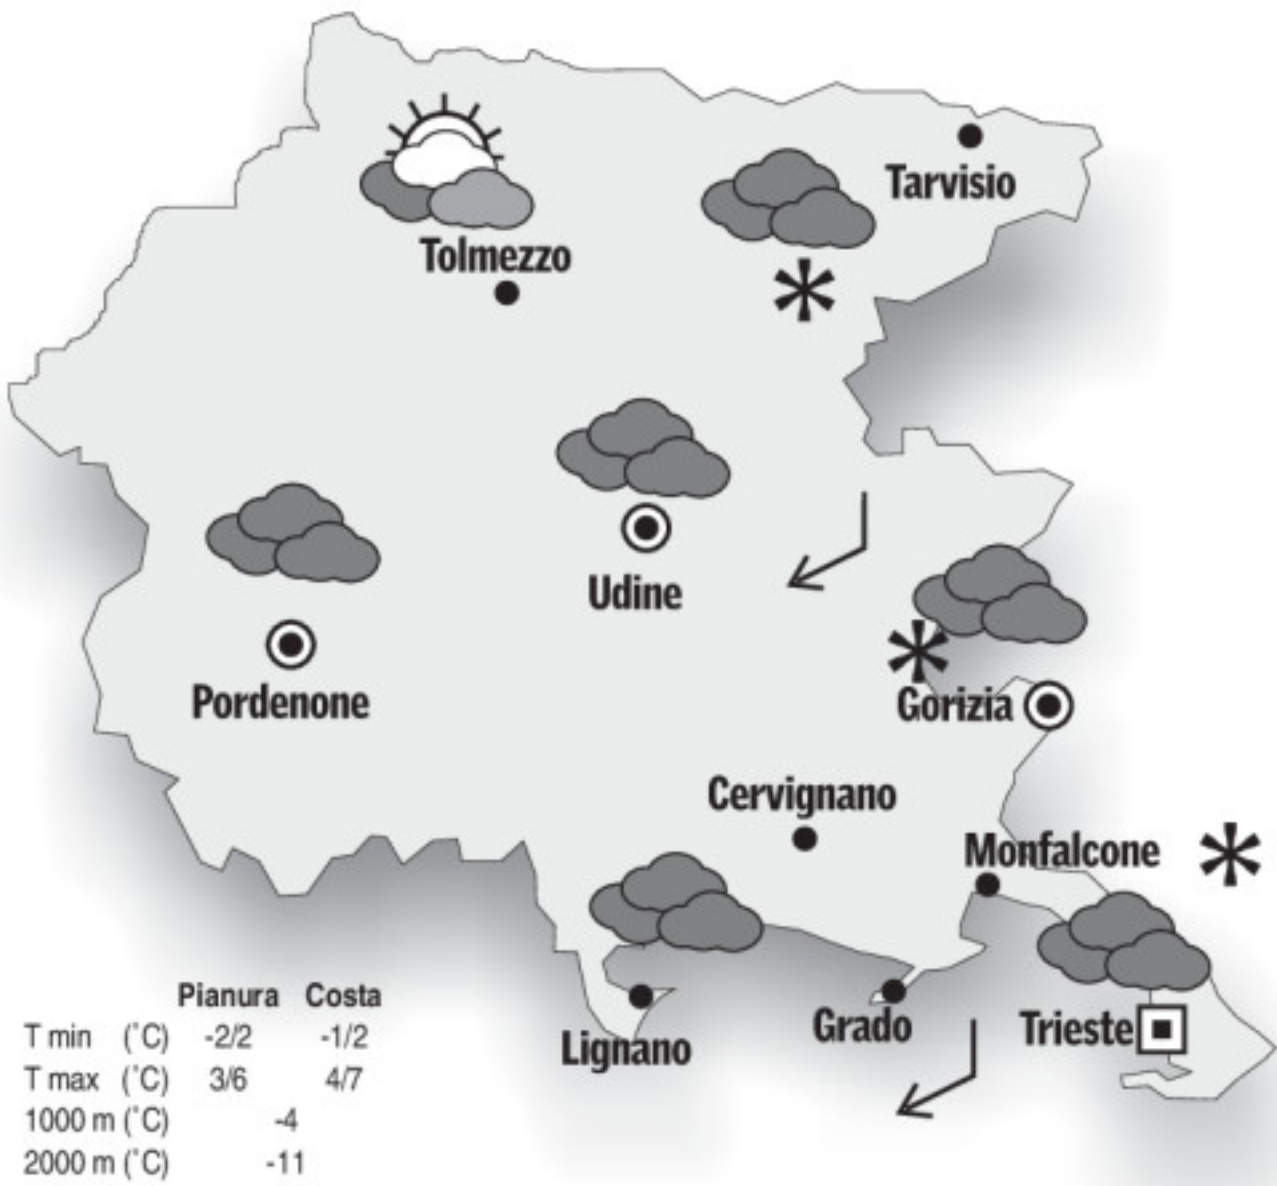 Tarvisio
Tolmezzo
Udine
Pordenone
Gorizia
Cervignano
Monfalcone
Lignano
Grado
Trieste
Pianura Costa
T min (°C) -2/2 -1/2
T max (°C) 3/6 4/7
1000 m (°C) -4
2000 m (°C) -11